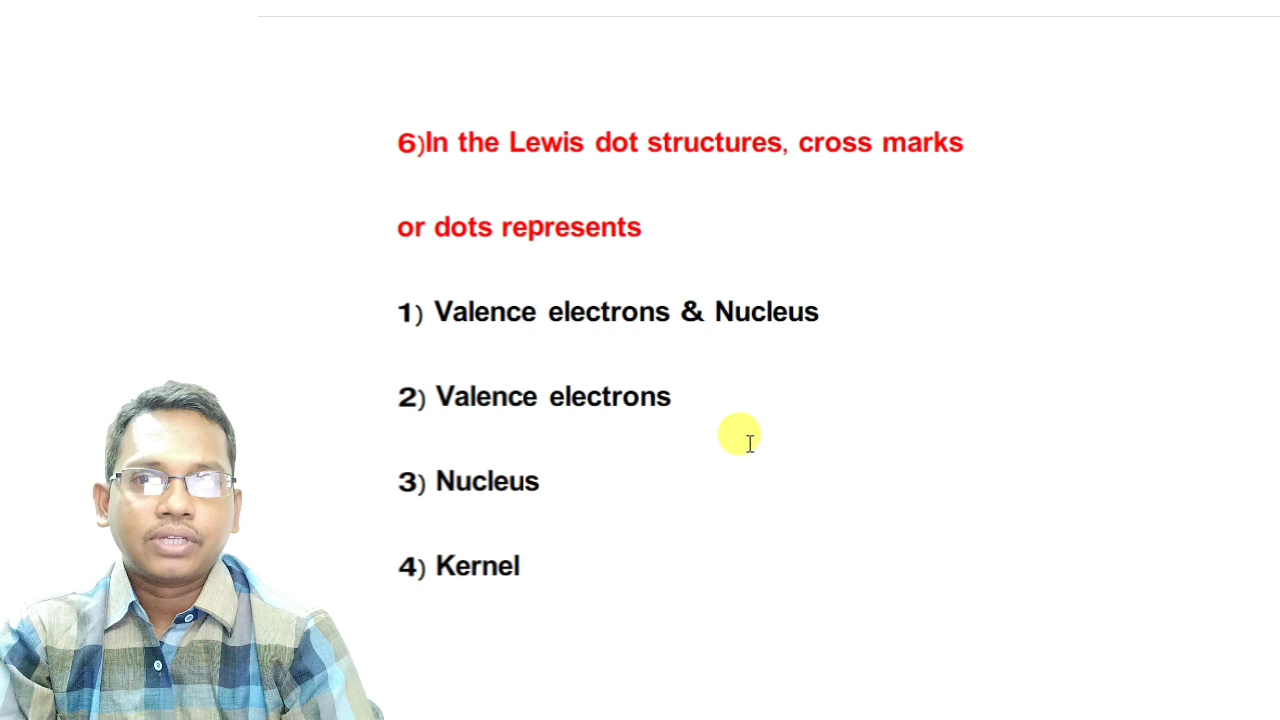 6)In the Lewis dot structures, cross marks
or dots represents
1) Valence electrons & Nucleus
2) Valence electrons
3) Nucleus
4) Kernel